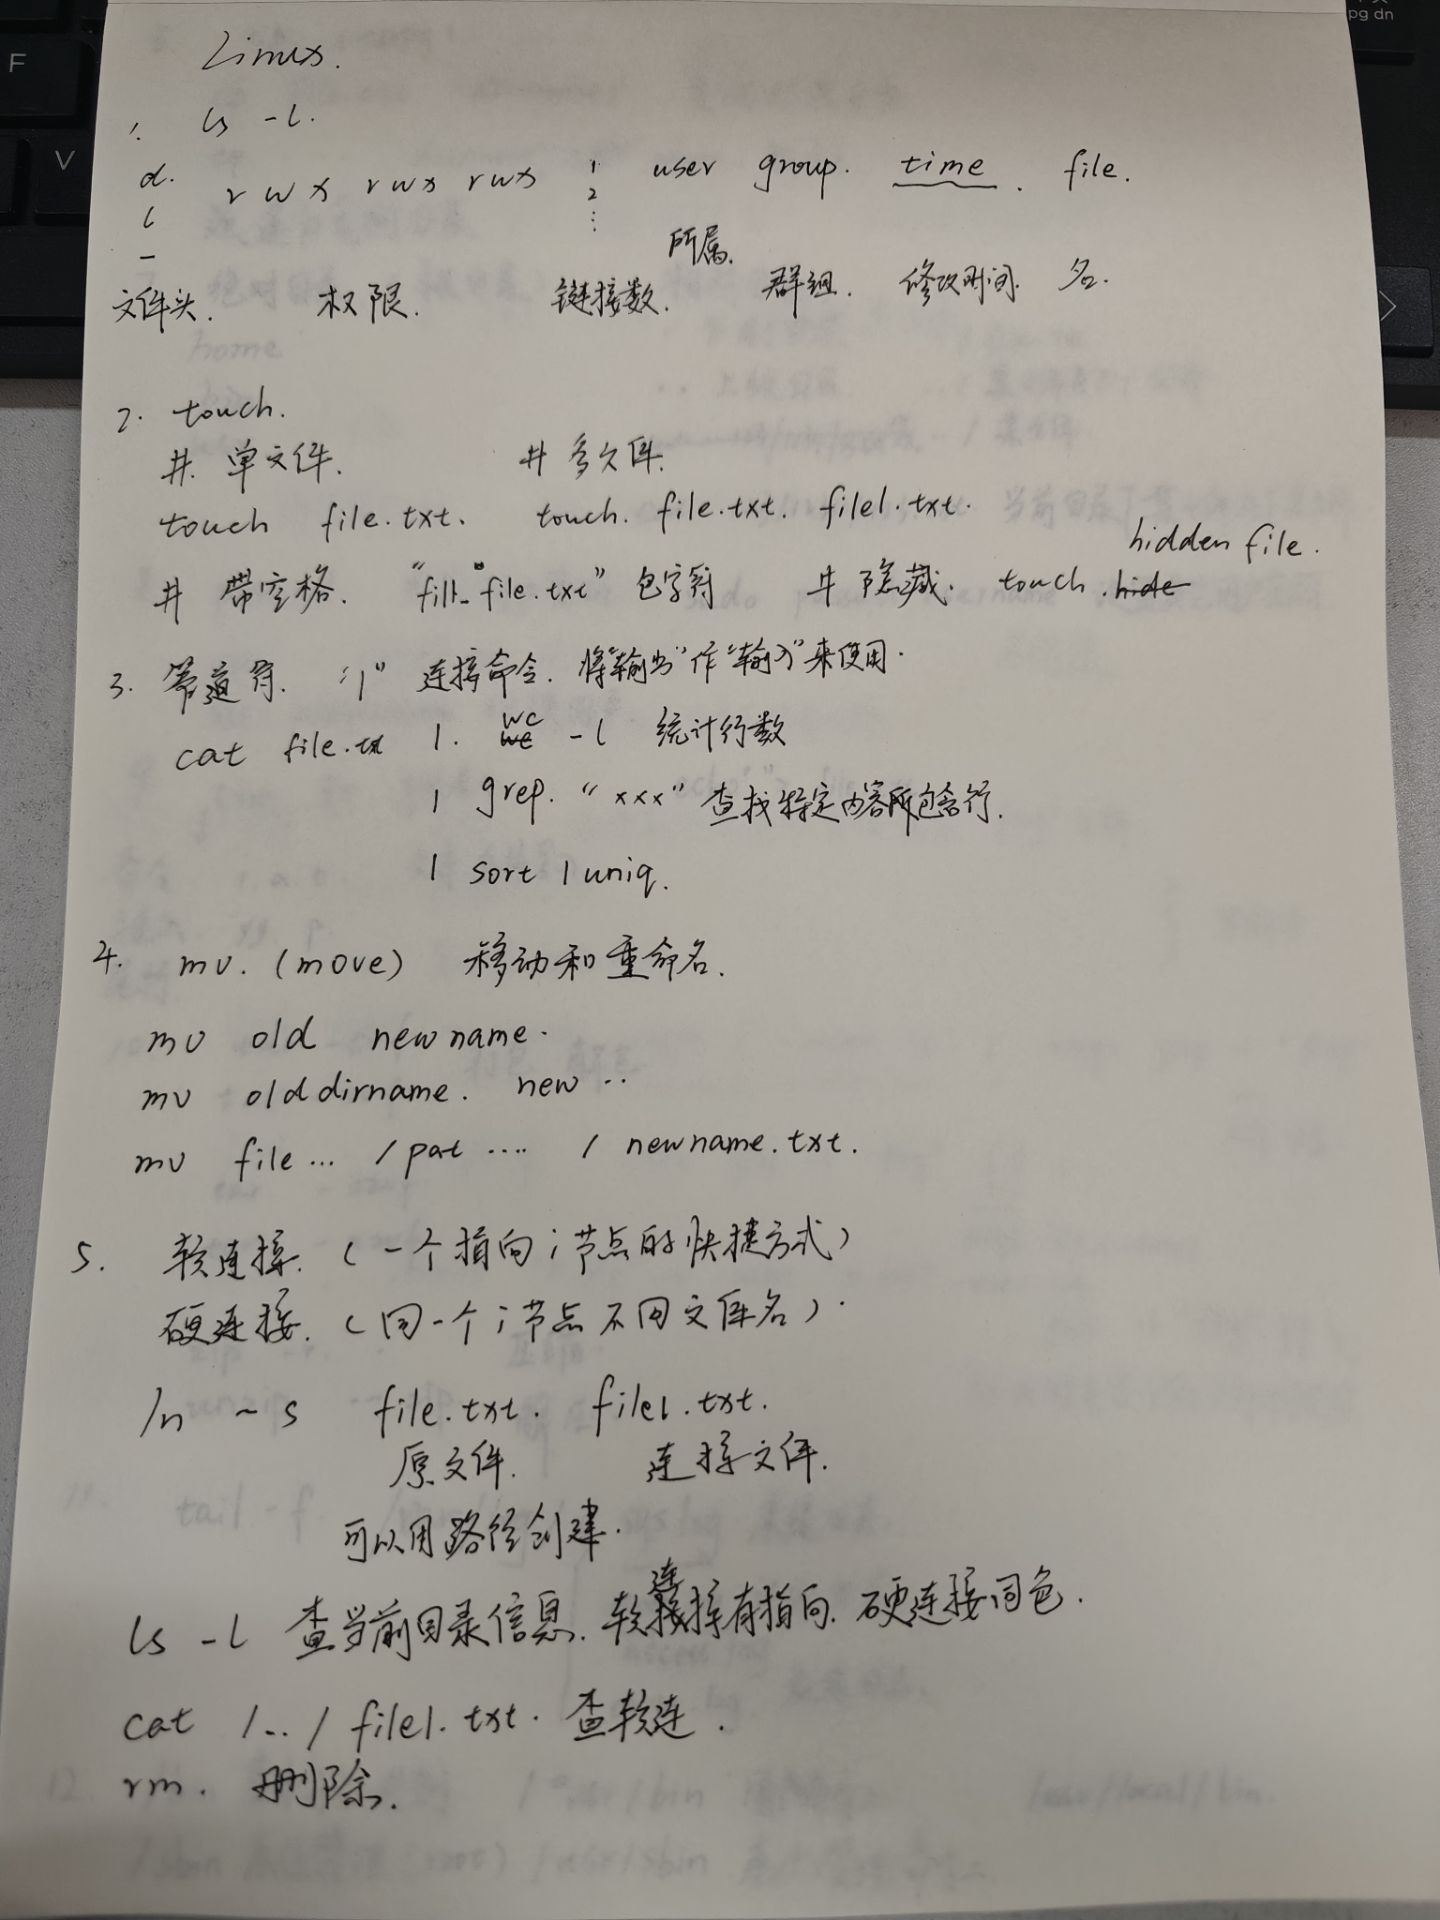 pg dn
F
V
Linux.
1. ls -l.
d. rwx rwx rwx 1 user group. time. file.
l 2
- ⋮
所属.
文件头. 权限. 链接数. 群组. 修改时间. 名.
2. touch.
# 单文件. # 多文件.
touch file.txt. touch. file.txt. file1.txt.
hidden file.
# 带空格. "file.txt" 包字符 # 隐藏. touch .hide
3. 管道符. "|" 连接命令. 将"输出"作"输入"来使用.
cat file.txt | wc -l 统计行数
| grep. "xxx" 查找特定内容所包含行.
| sort | uniq.
4. mv. (move) 移动和重命名.
mv old newname.
mv olddirname. new ..
mv file... /pat .... / newname.txt.
5. 软连接. (一个指向i节点的快捷方式)
硬连接. (同一个i节点不同文件名).
ln -s file.txt. file1.txt.
原文件. 连接文件.
可以用路径创建.
ls -l 查当前目录信息. 软连接有指向. 硬连接同色.
cat /../ file1.txt. 查软连.
rm. 删除.